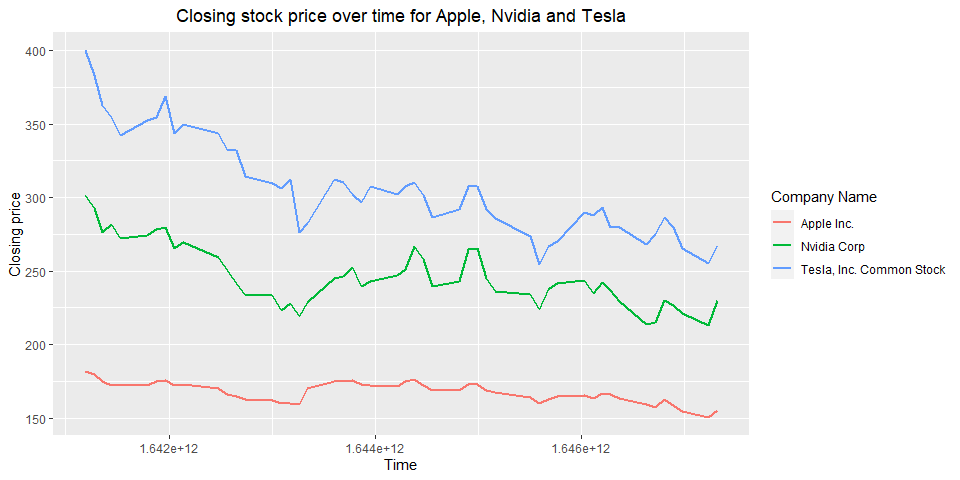 Closing stock price over time for Apple, Nvidia and Tesla
Closing price
400
350
300
250
200
150
1.642e+12
1.644e+12
1.646e+12
Time
Company Name
Apple Inc.
Nvidia Corp
Tesla, Inc. Common Stock